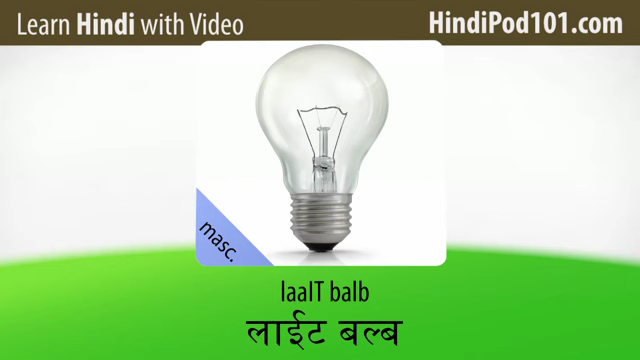 Learn Hindi with Video
HindiPod101.com
masc.
laaIT balb
लाईट बल्ब